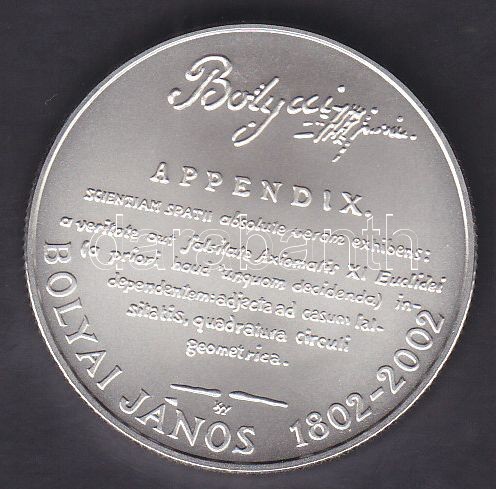 Bolyai
APPENDIX,
SCIENTIAM SPATII absolute veram exhibens:
a veritate aut falsitate Axiomatis XI. Euclidei
(a priori haud unquam decidenda) in-
dependentem: adjecta ad casum fal-
sitatis, quadratura circuli
geometrica.
BOLYAI JÁNOS 1802-2002
darabanth